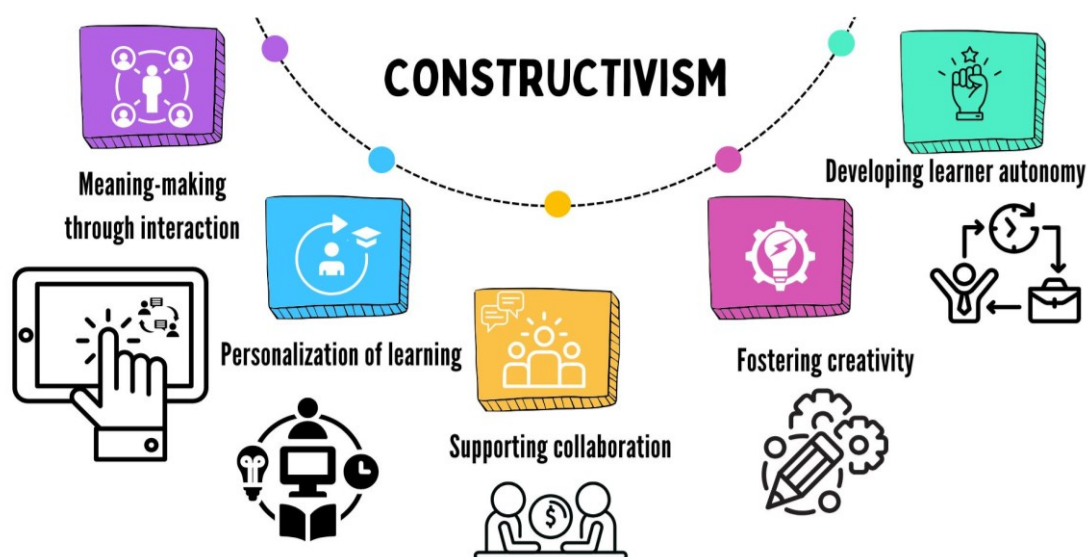 CONSTRUCTIVISM
Meaning-making
through interaction
Personalization of learning
Supporting collaboration
Fostering creativity
Developing learner autonomy
$